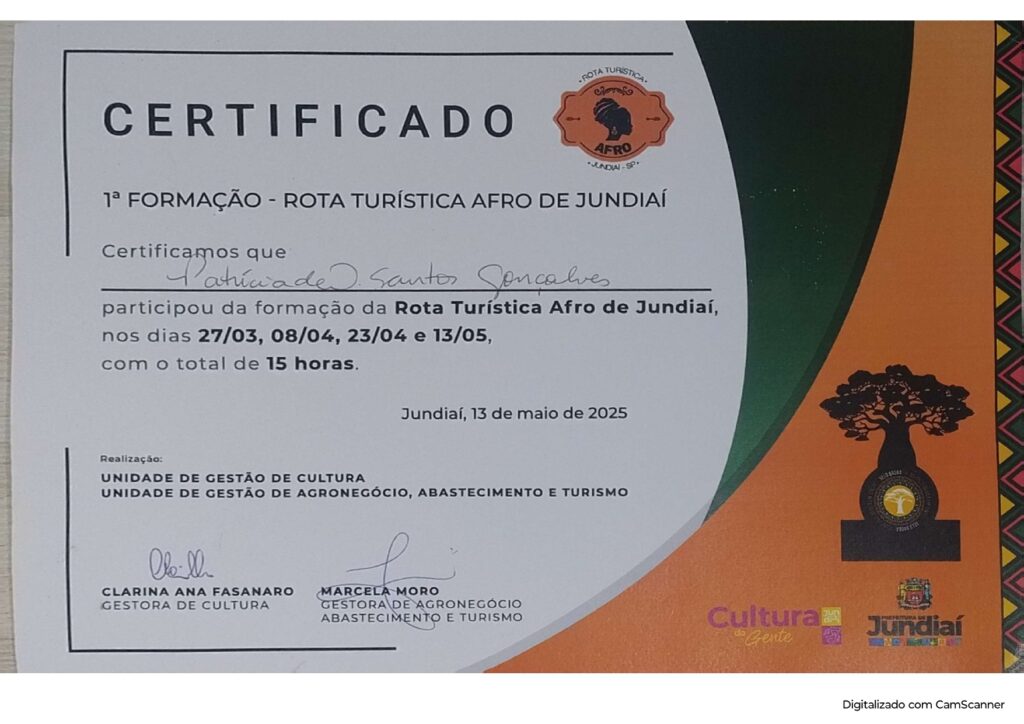 CERTIFICADO
• ROTA TURÍSTICA •
AFRO
• JUNDIAÍ - SP •
1ª FORMAÇÃO - ROTA TURÍSTICA AFRO DE JUNDIAÍ
Certificamos que
Patrícia de J. Santos Gonçalves
participou da formação da Rota Turística Afro de Jundiaí,
nos dias 27/03, 08/04, 23/04 e 13/05,
com o total de 15 horas.
Jundiaí, 13 de maio de 2025
Realização:
UNIDADE DE GESTÃO DE CULTURA
UNIDADE DE GESTÃO DE AGRONEGÓCIO, ABASTECIMENTO E TURISMO
CLARINA ANA FASANARO
GESTORA DE CULTURA
MARCELA MORO
GESTORA DE AGRONEGÓCIO
ABASTECIMENTO E TURISMO
Cultura
da Gente
PREFEITURA DE
Jundiaí
Digitalizado com CamScanner